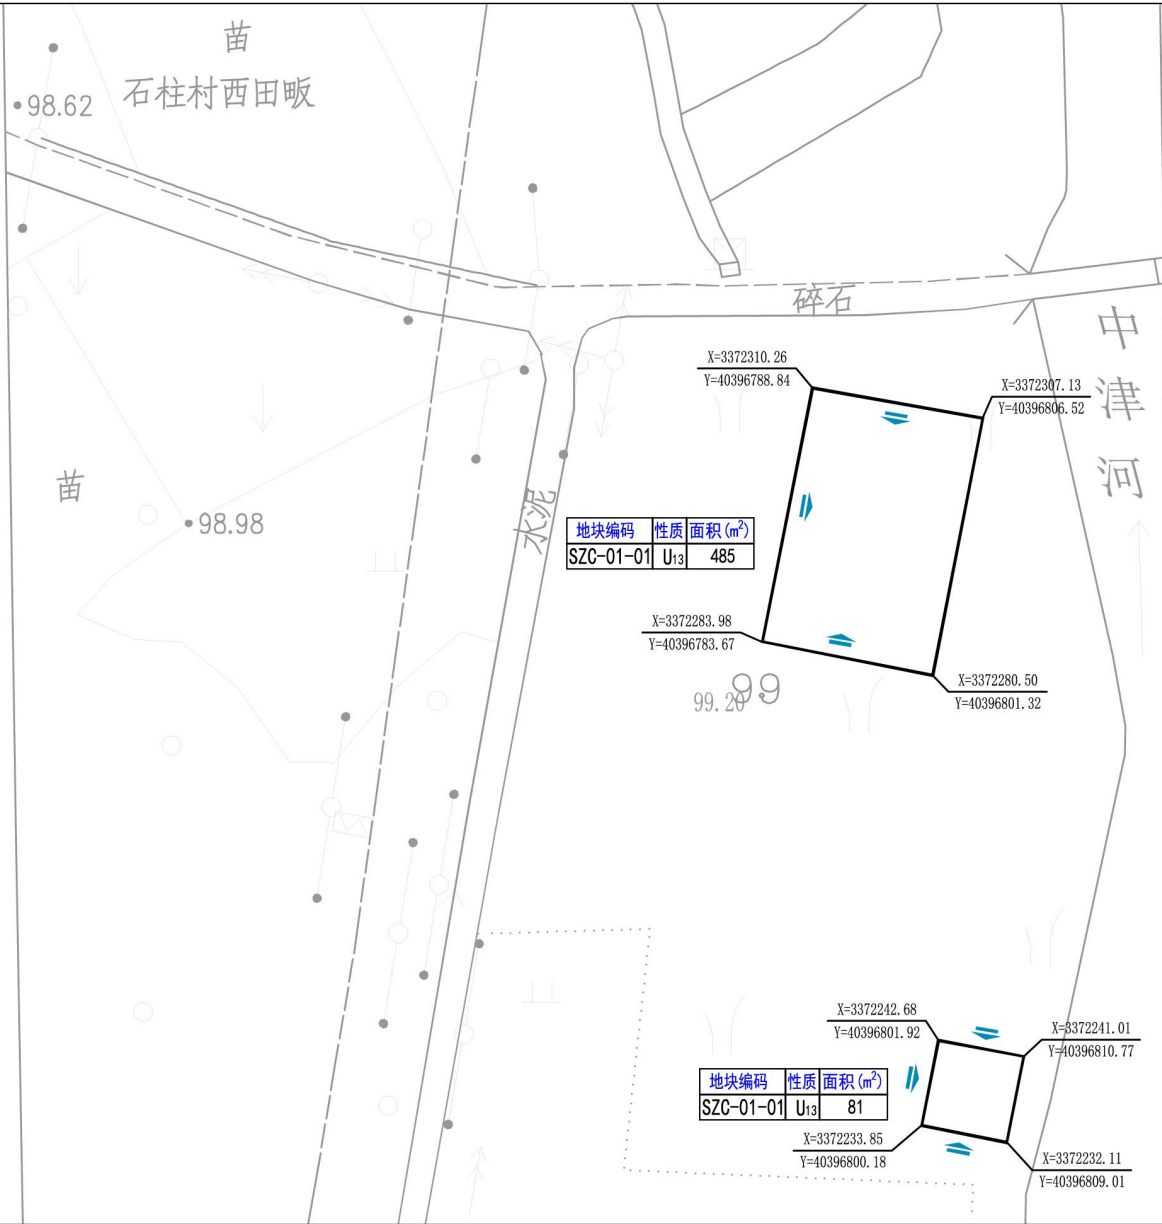 苗
石柱村西田畈
98.62
碎石
中津河
X=3372310.26
Y=40396788.84
X=3372307.13
Y=40396806.52
苗
98.98
水泥
地块编码 性质 面积(m²)
SZC-01-01 U13 485
X=3372283.98
Y=40396783.67
X=3372280.50
Y=40396801.32
99
99.20
X=3372242.68
Y=40396801.92
X=3372241.01
Y=40396810.77
地块编码 性质 面积(m²)
SZC-01-01 U13 81
X=3372233.85
Y=40396800.18
X=3372232.11
Y=40396809.01